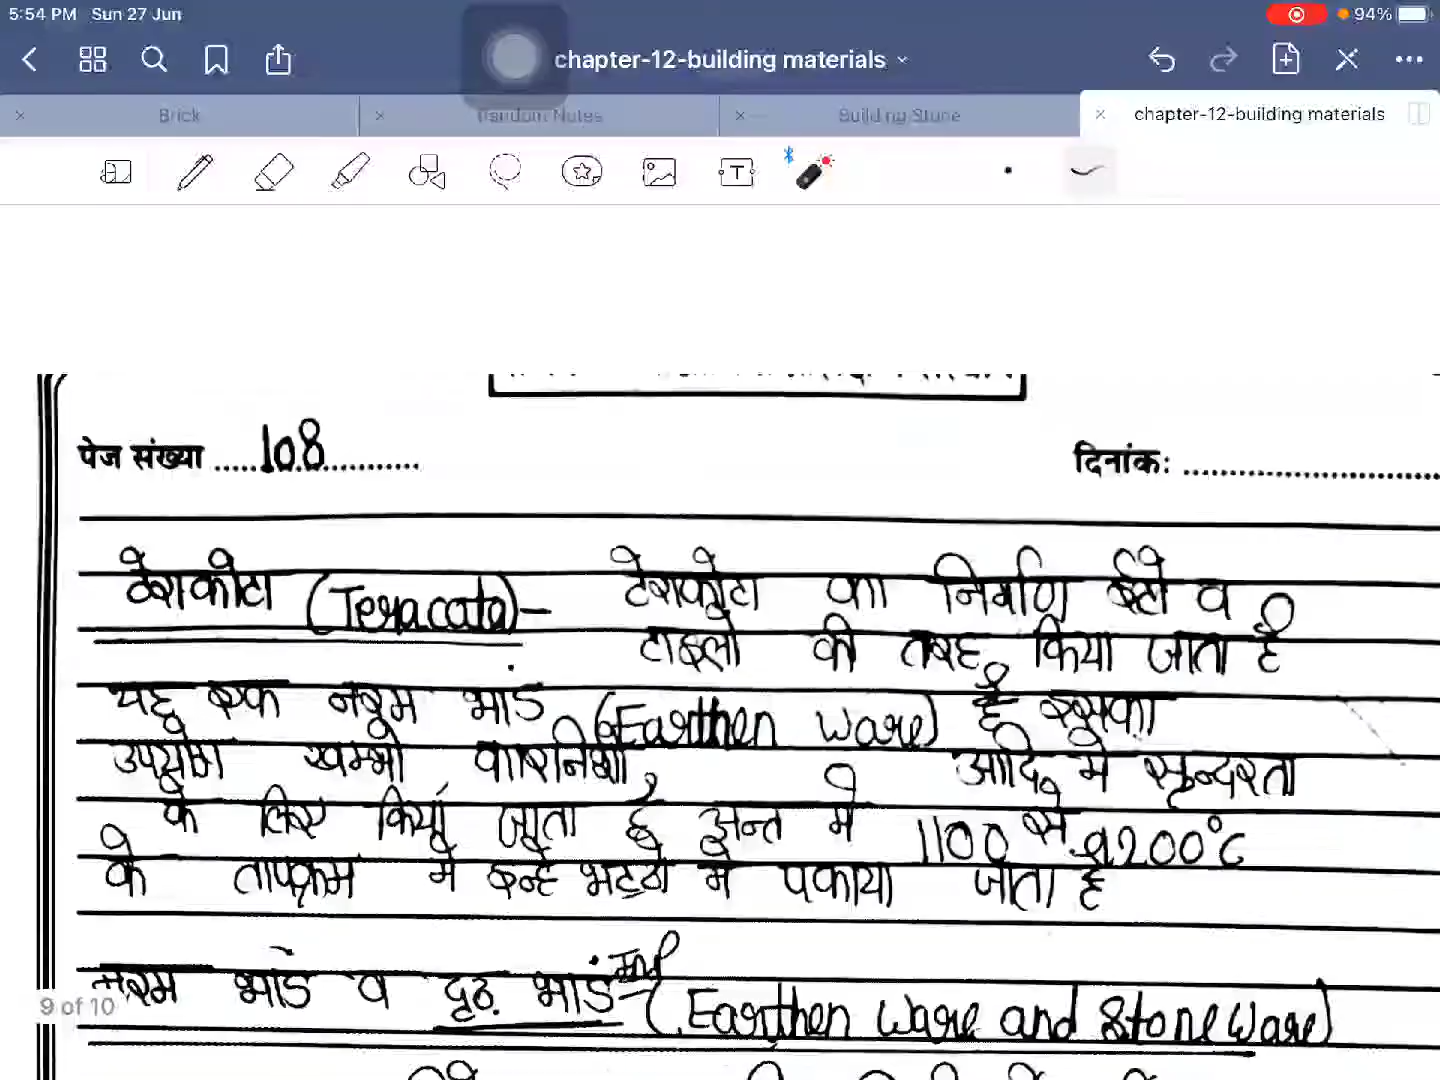 5:54 PM Sun 27 Jun 94%
chapter-12-building materials
Brick Random Notes Building Stone chapter-12-building materials
पेज संख्या 108 दिनांक:
टेराकोटा (Teracota)- टेराकोटा का निर्माण ईटो व
टाइलो की तरह किया जाता है
यह एक नरम भांड (Earthen Ware) है इसका
उपयोग खम्भो कारनिशो, आदि मे सुन्दरता
के लिए किया जाता है अन्त मे 1100 से 1200°C
के तापक्रम में इन्हे भट्टी में पकाया जाता है
नरम भांड व दृढ़ भांड (Earthen Ware and Stone Ware)
9 of 10